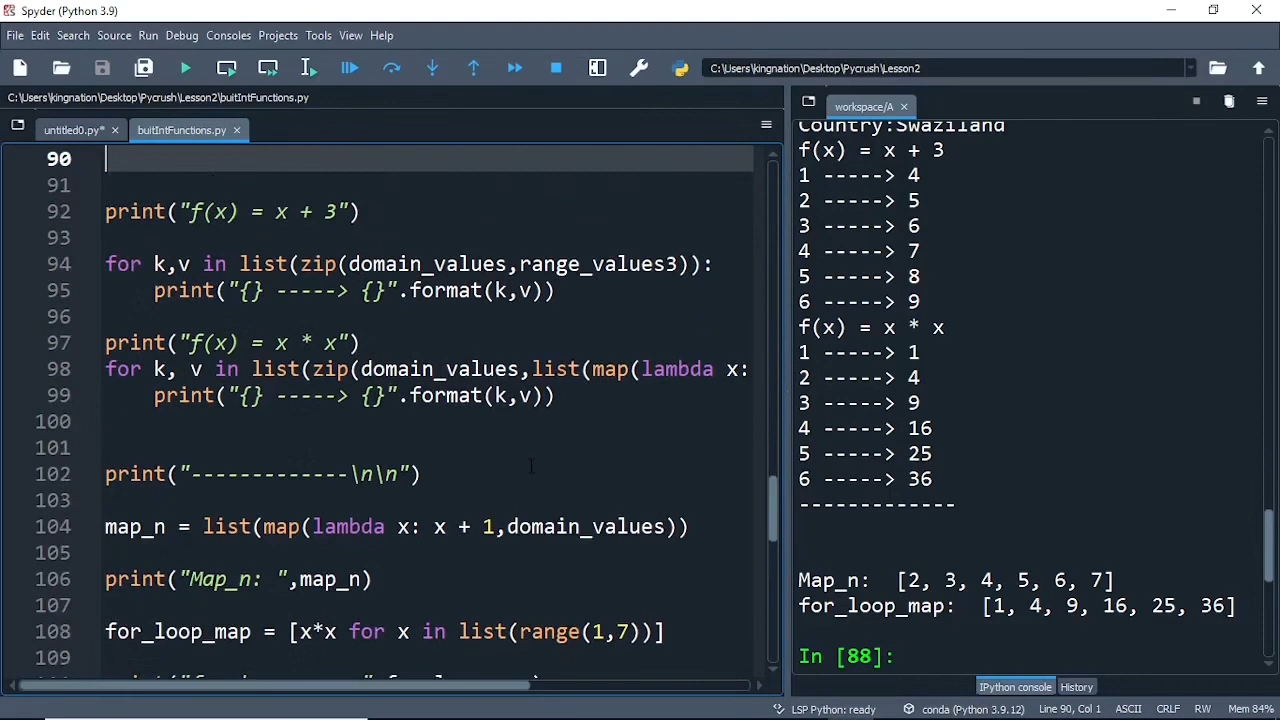 Spyder (Python 3.9)
File Edit Search Source Run Debug Consoles Projects Tools View Help
C:\Users\kingnation\Desktop\Pycrush\Lesson2
C:\Users\kingnation\Desktop\Pycrush\Lesson2\buitIntFunctions.py
untitled0.py*
buitIntFunctions.py
90
91
92 print("f(x) = x + 3")
93
94 for k,v in list(zip(domain_values,range_values3)):
95     print("{} -----> {}".format(k,v))
96
97 print("f(x) = x * x")
98 for k, v in list(zip(domain_values,list(map(lambda x:
99     print("{} -----> {}".format(k,v))
100
101
102 print("-------------\n\n")
103
104 map_n = list(map(lambda x: x + 1,domain_values))
105
106 print("Map_n: ",map_n)
107
108 for_loop_map = [x*x for x in list(range(1,7))]
109
workspace/A
Country:Swaziland
f(x) = x + 3
1 -----> 4
2 -----> 5
3 -----> 6
4 -----> 7
5 -----> 8
6 -----> 9
f(x) = x * x
1 -----> 1
2 -----> 4
3 -----> 9
4 -----> 16
5 -----> 25
6 -----> 36
-------------
Map_n:  [2, 3, 4, 5, 6, 7]
for_loop_map:  [1, 4, 9, 16, 25, 36]
In [88]:
IPython console History
LSP Python: ready conda (Python 3.9.12) Line 90, Col 1 ASCII CRLF RW Mem 84%